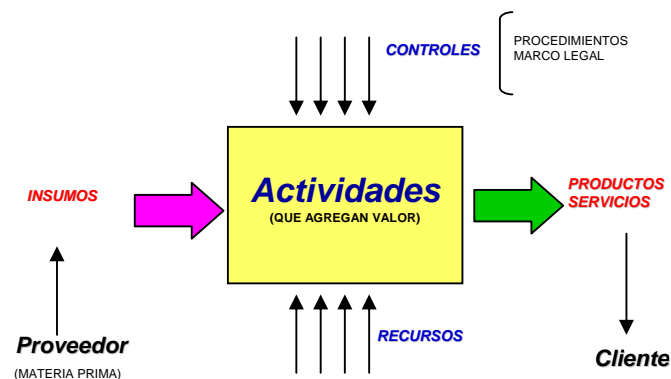 CONTROLES
PROCEDIMIENTOS
MARCO LEGAL
INSUMOS
Actividades
(QUE AGREGAN VALOR)
PRODUCTOS
SERVICIOS
RECURSOS
Proveedor
(MATERIA PRIMA)
Cliente